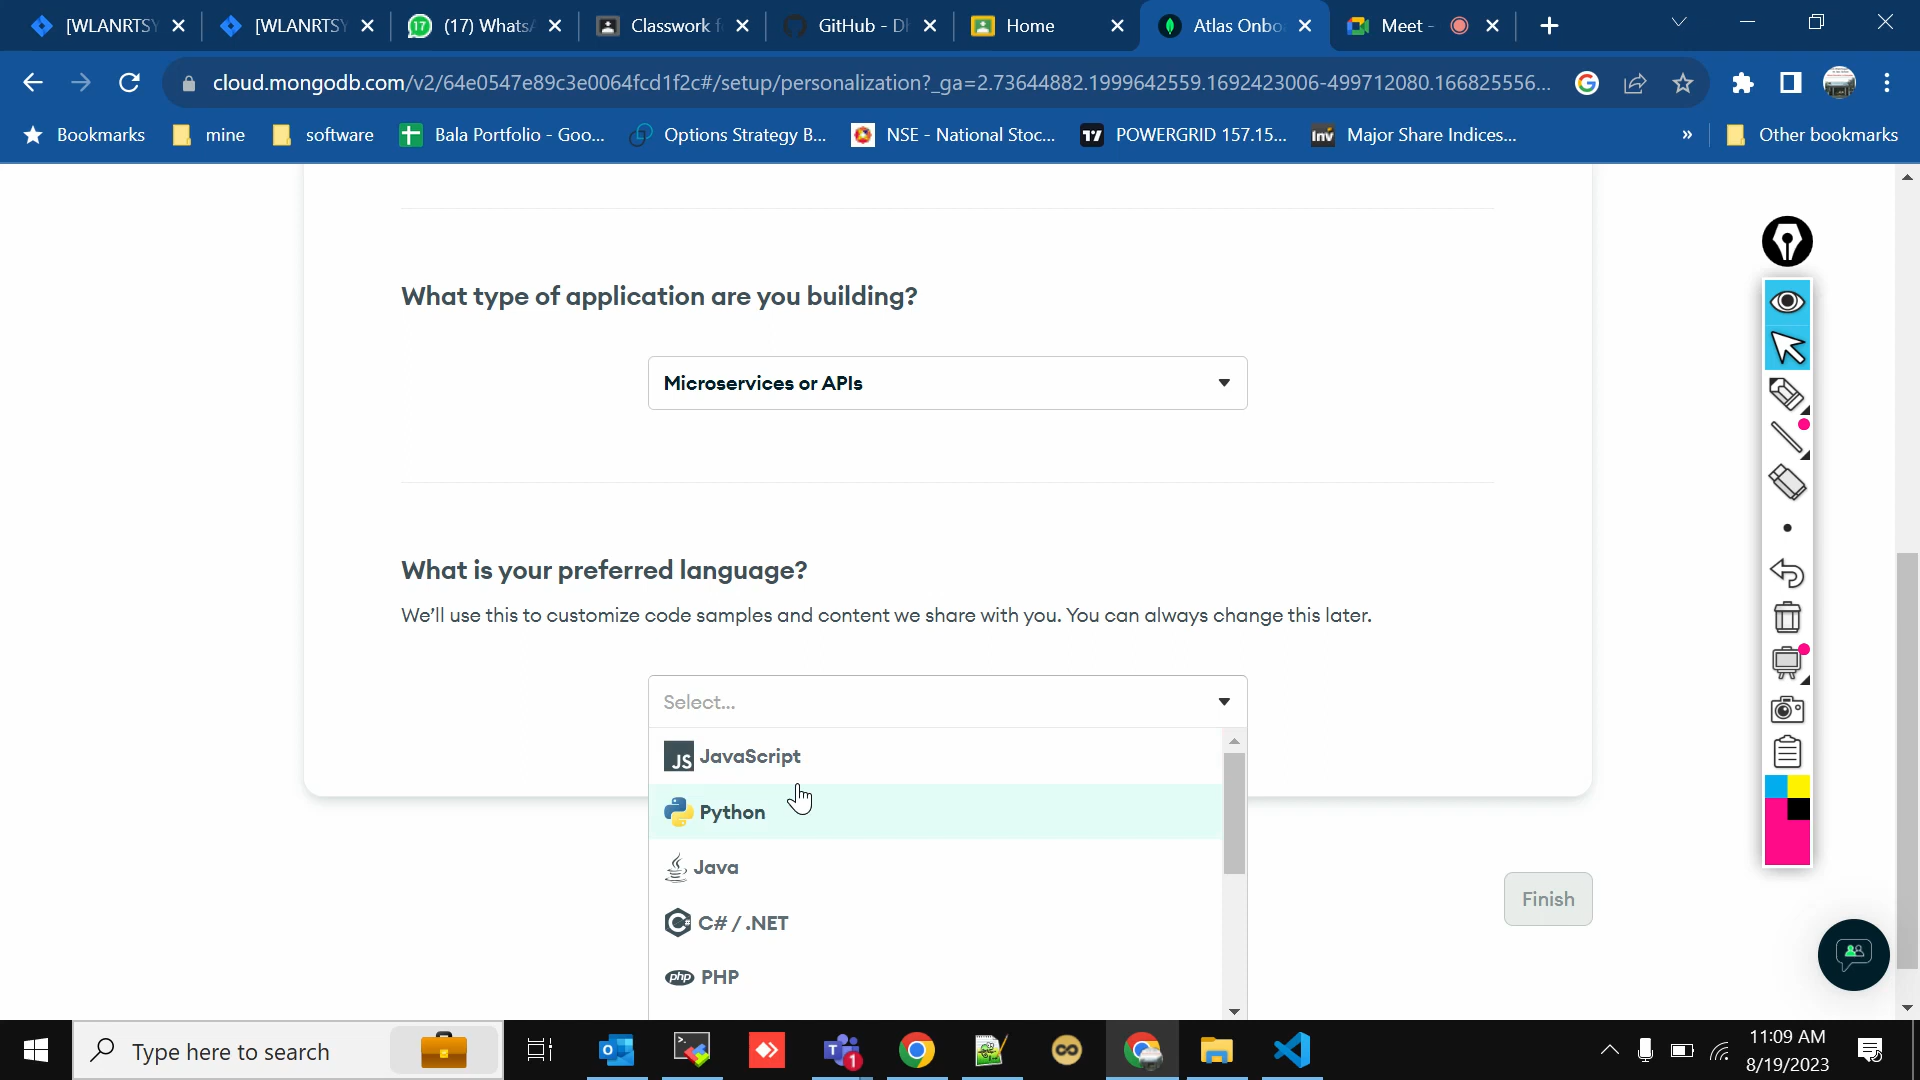 [WLANRTSY
[WLANRTSY
(17) Whats
Classwork f
GitHub - Dh
Home
Atlas Onbo
Meet -
cloud.mongodb.com/v2/64e0547e89c3e0064fcd1f2c#/setup/personalization?_ga=2.73644882.1999642559.1692423006-499712080.166825556...
Bookmarks
mine
software
Bala Portfolio - Goo...
Options Strategy B...
NSE - National Stoc...
POWERGRID 157.15...
Major Share Indices...
»
Other bookmarks
What type of application are you building?
Microservices or APIs
What is your preferred language?
We'll use this to customize code samples and content we share with you. You can always change this later.
Select...
JS JavaScript
Python
Java
C# / .NET
php PHP
Finish
Type here to search
11:09 AM
8/19/2023